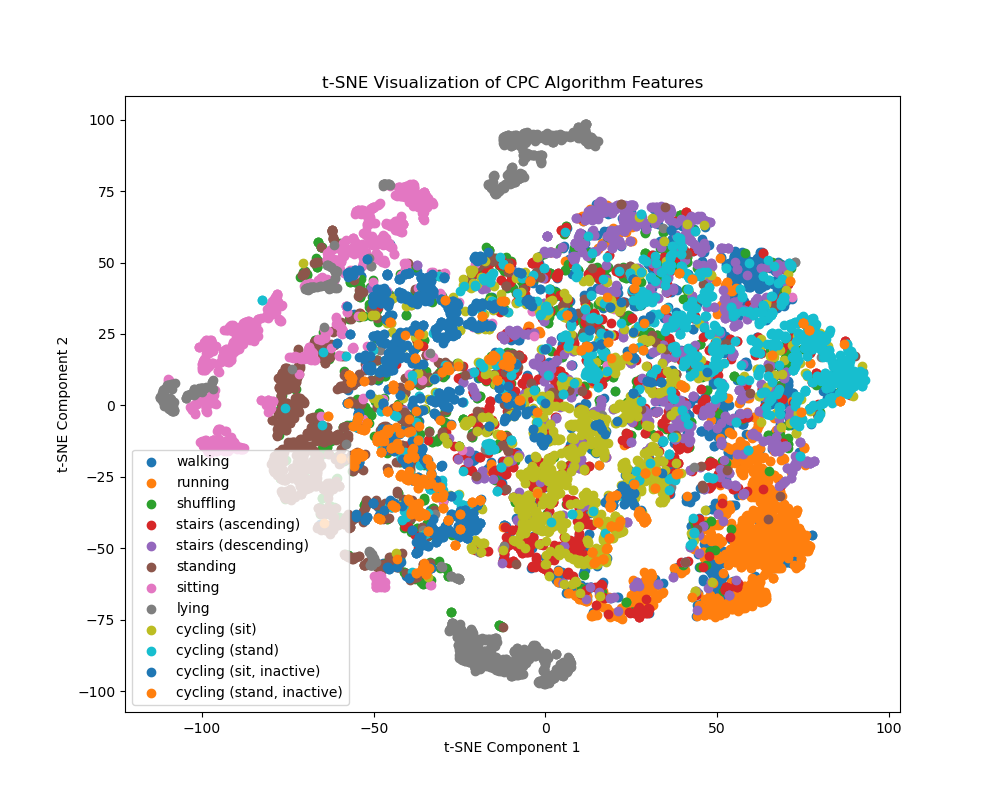 t-SNE Visualization of CPC Algorithm Features
100
75
50
25
0
−25
−50
−75
−100
t-SNE Component 2
walking
running
shuffling
stairs (ascending)
stairs (descending)
standing
sitting
lying
cycling (sit)
cycling (stand)
cycling (sit, inactive)
cycling (stand, inactive)
−100
−50
0
50
100
t-SNE Component 1